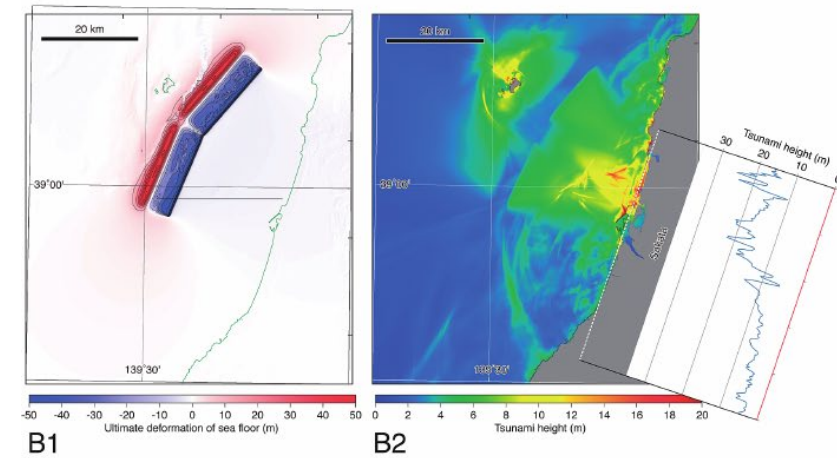 20 km
39°00'
139°30'
-50 -40 -30 -20 -10 0 10 20 30 40 50
Ultimate deformation of sea floor (m)
B1
20 km
39°00'
139°30'
Sakata
Tsunami height (m)
30 20 10 0
0 2 4 6 8 10 12 14 16 18 20
Tsunami height (m)
B2